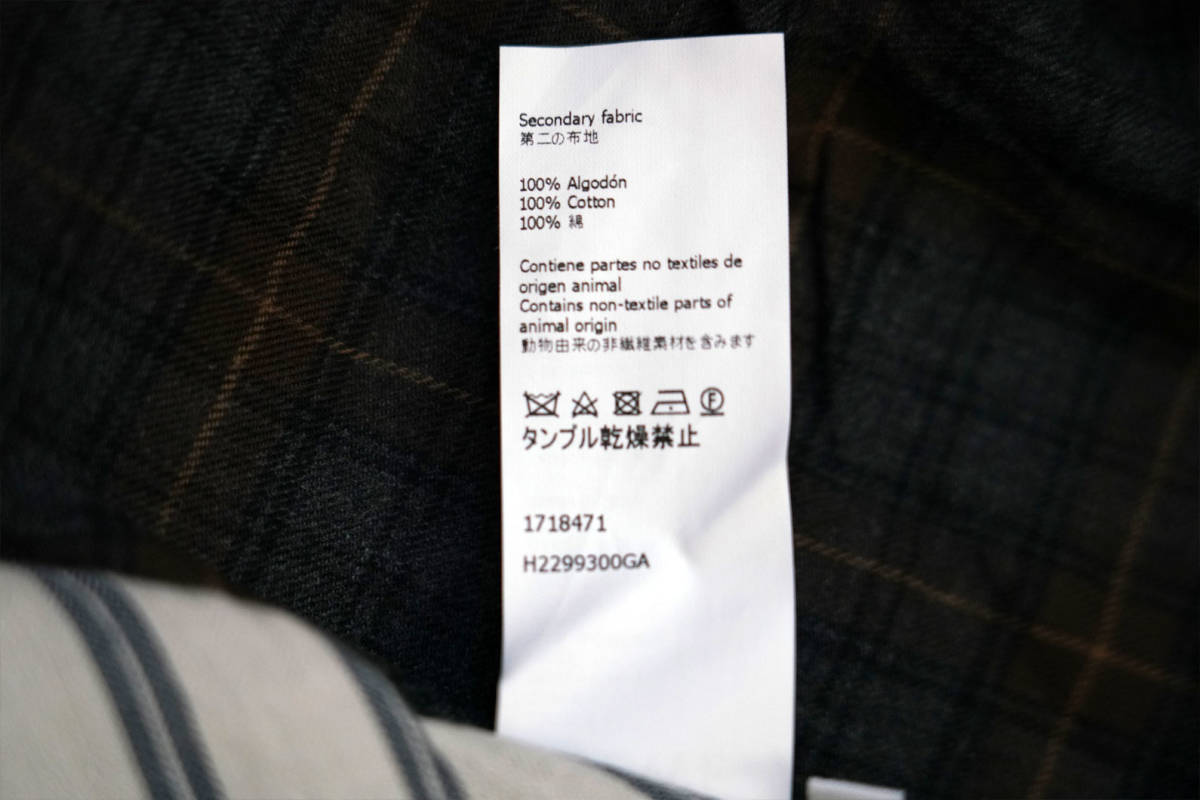 Secondary fabric
第二の布地
100% Algodón
100% Cotton
100% 綿
Contiene partes no textiles de
origen animal
Contains non-textile parts of
animal origin
動物由来の非繊維素材を含みます
タンブル乾燥禁止
1718471
H2299300GA